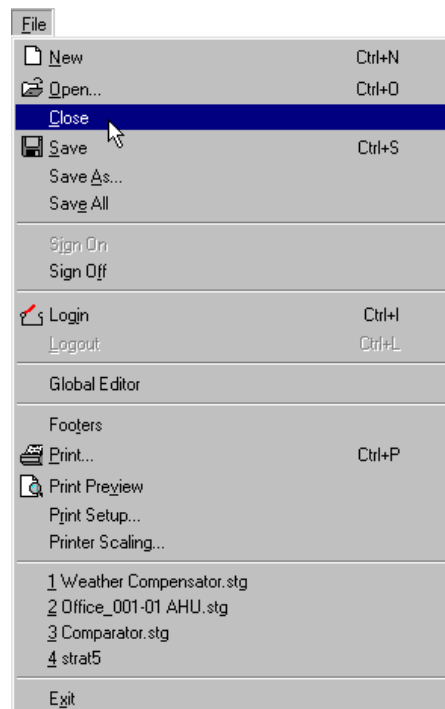 File
New Ctrl+N
Open... Ctrl+O
Close
Save Ctrl+S
Save As...
Save All
Sign On
Sign Off
Login Ctrl+I
Logout Ctrl+L
Global Editor
Footers
Print... Ctrl+P
Print Preview
Print Setup...
Printer Scaling...
1 Weather Compensator.stg
2 Office_001-01 AHU.stg
3 Comparator.stg
4 strat5
Exit